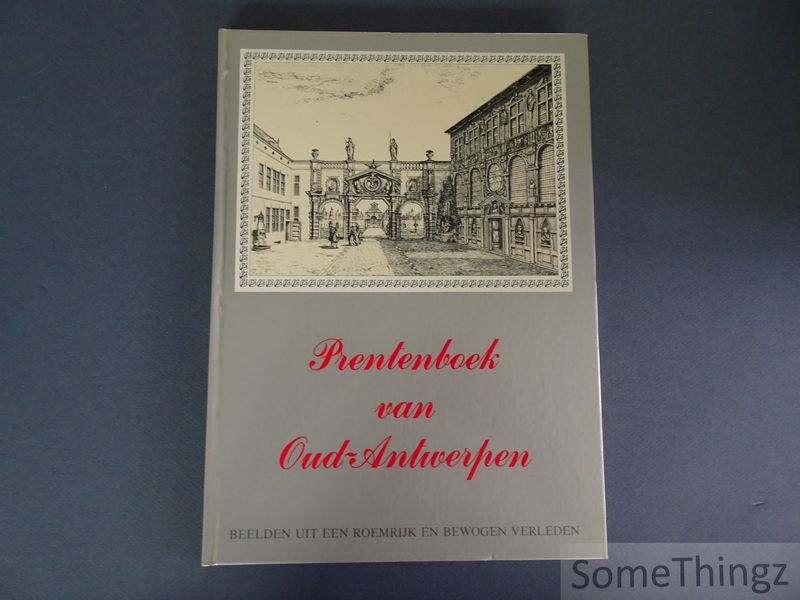 Prentenboek
van
Oud-Antwerpen
BEELDEN UIT EEN ROEMRIJK EN BEWOGEN VERLEDEN
SomeThingz